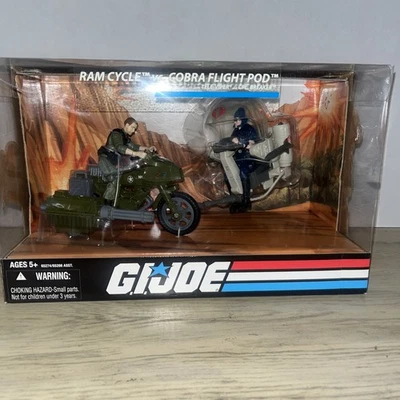 RAM CYCLE™ vs. COBRA FLIGHT POD™
AGES 5+
WARNING:
CHOKING HAZARD-Small parts.
Not for children under 3 years.
G.I.JOE